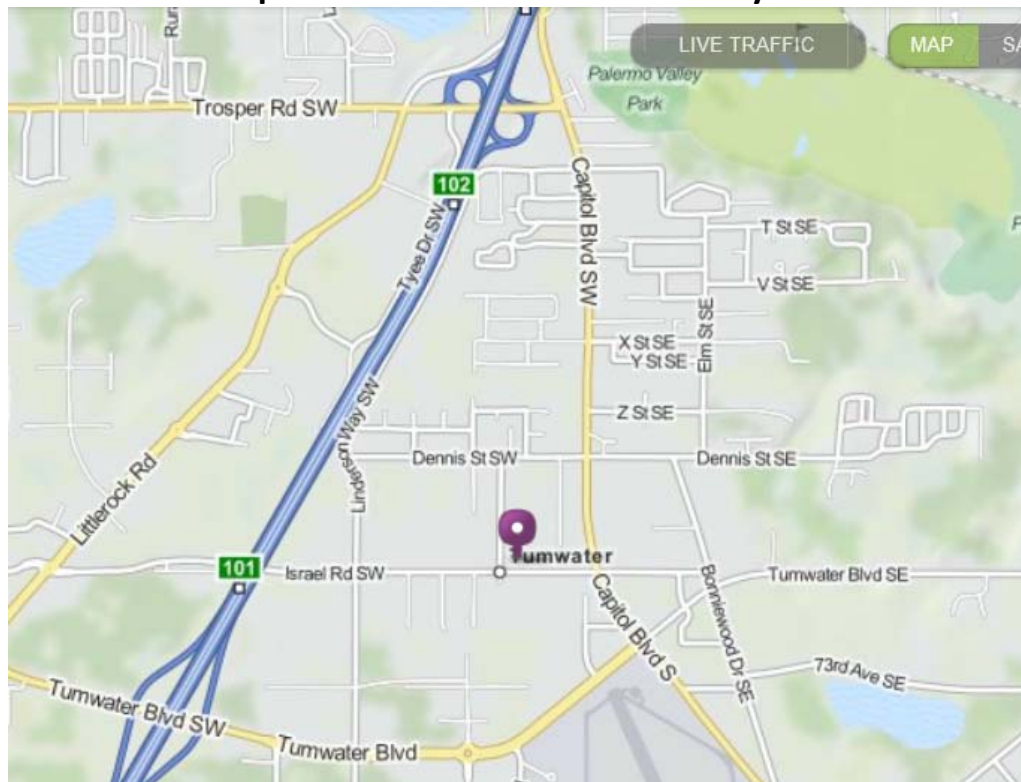 LIVE TRAFFIC
MAP
SA
Palermo Valley
Park
Trosper Rd SW
102
Capitol Blvd SW
Tyee Dr SW
T St SE
V St SE
X St SE
Y St SE
Elm St SE
Z St SE
Linderson Way SW
Dennis St SW
Dennis St SE
Littlerock Rd
Tumwater
101
Israel Rd SW
Tumwater Blvd SE
Capitol Blvd S
Bonniewood Dr SE
73rd Ave SE
Tumwater Blvd SW
Tumwater Blvd